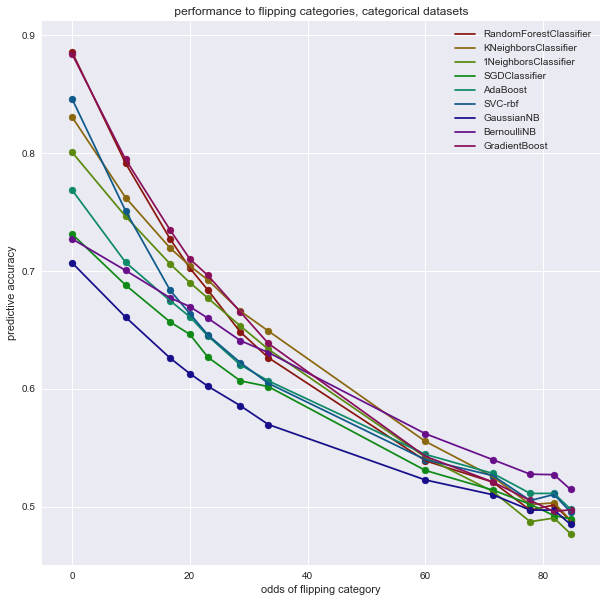 performance to flipping categories, categorical datasets
RandomForestClassifier
KNeighborsClassifier
1NeighborsClassifier
SGDClassifier
AdaBoost
SVC-rbf
GaussianNB
BernoulliNB
GradientBoost
predictive accuracy
0.9
0.8
0.7
0.6
0.5
0 20 40 60 80
odds of flipping category